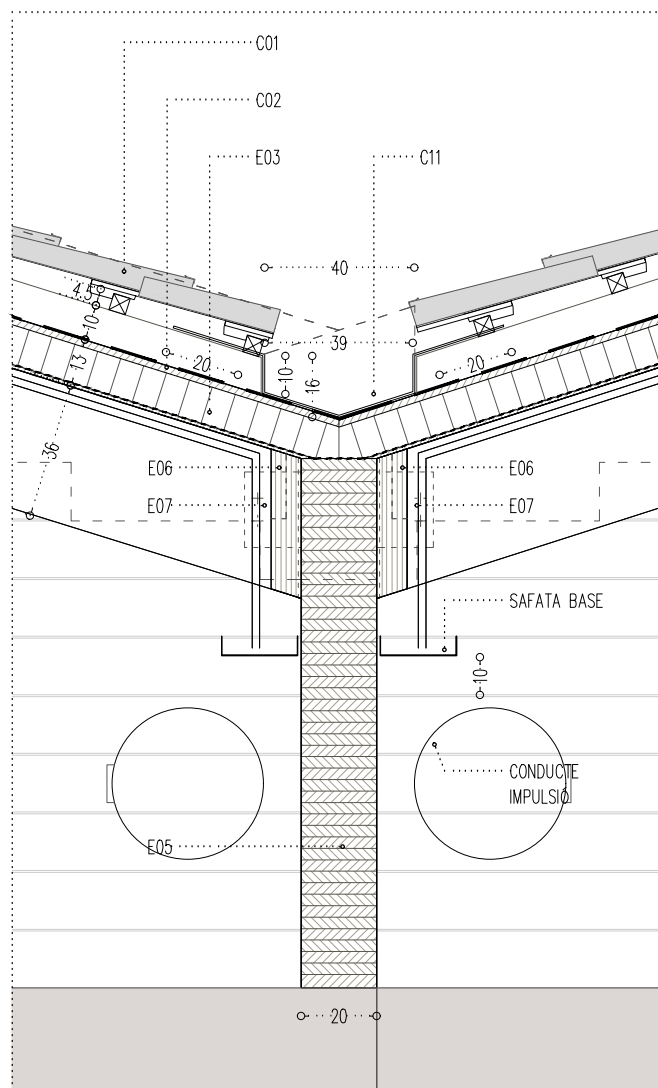 C01
C02
E03
C11
40
4.5
10
39
13
20
10
16
20
36
E06
E06
E07
E07
SAFATA BASE
10
CONDUCTE
IMPULSIÓ
E05
20